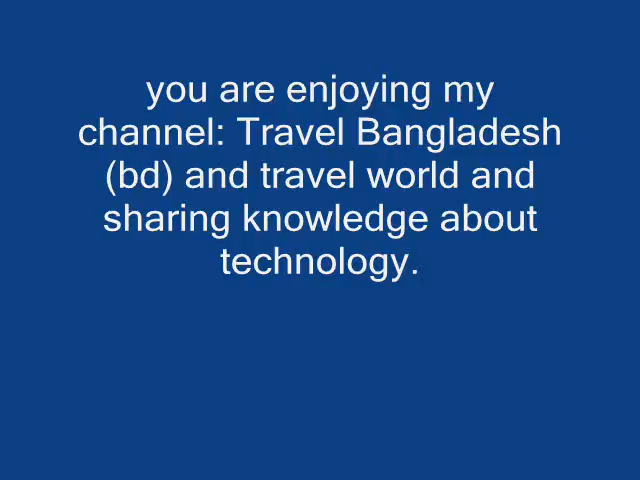 you are enjoying my
channel: Travel Bangladesh
(bd) and travel world and
sharing knowledge about
technology.